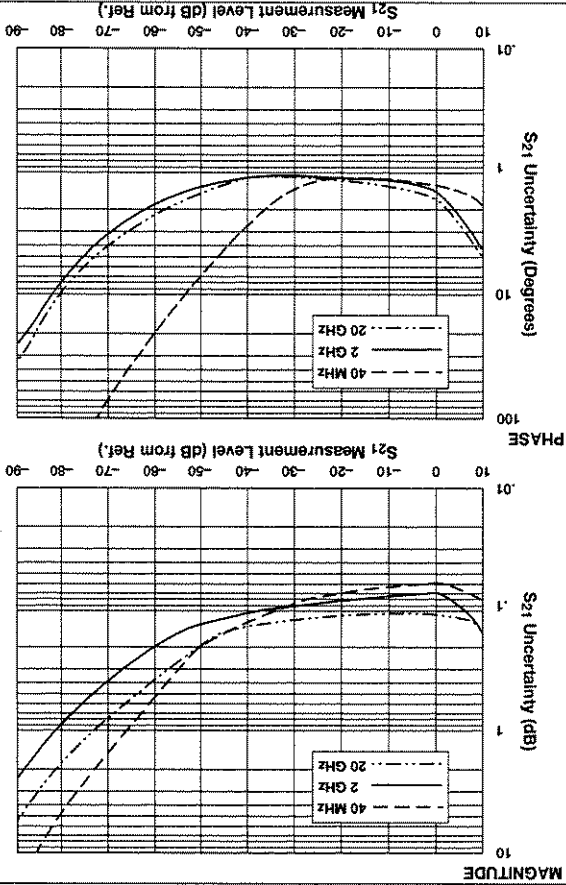 MAGNITUDE
10
1
.1
.01
S₂₁ Uncertainty (dB)
40 MHz
2 GHz
20 GHz
10 0 –10 –20 –30 –40 –50 –60 –70 –80 –90
S₂₁ Measurement Level (dB from Ref.)
PHASE
100
10
1
.01
S₂₁ Uncertainty (Degrees)
40 MHz
2 GHz
20 GHz
10 0 –10 –20 –30 –40 –50 –60 –70 –80 –90
S₂₁ Measurement Level (dB from Ref.)